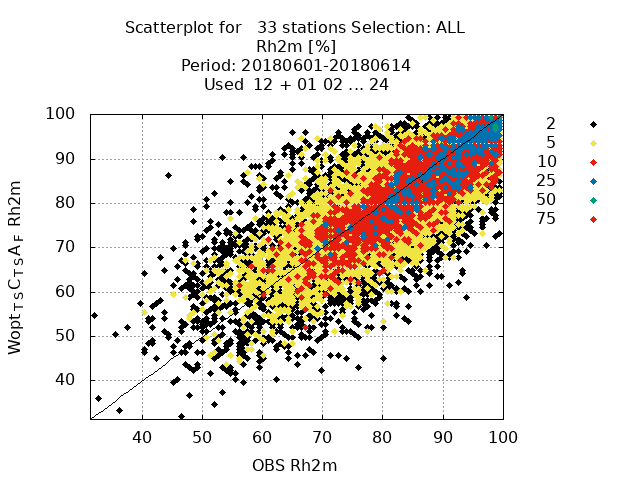 Scatterplot for 33 stations Selection: ALL
Rh2m [%]
Period: 20180601-20180614
Used 12 + 01 02 ... 24
2
5
10
25
50
75
100
90
80
70
60
50
40
Wopt T S C T S A F Rh2m
40 50 60 70 80 90 100
OBS Rh2m